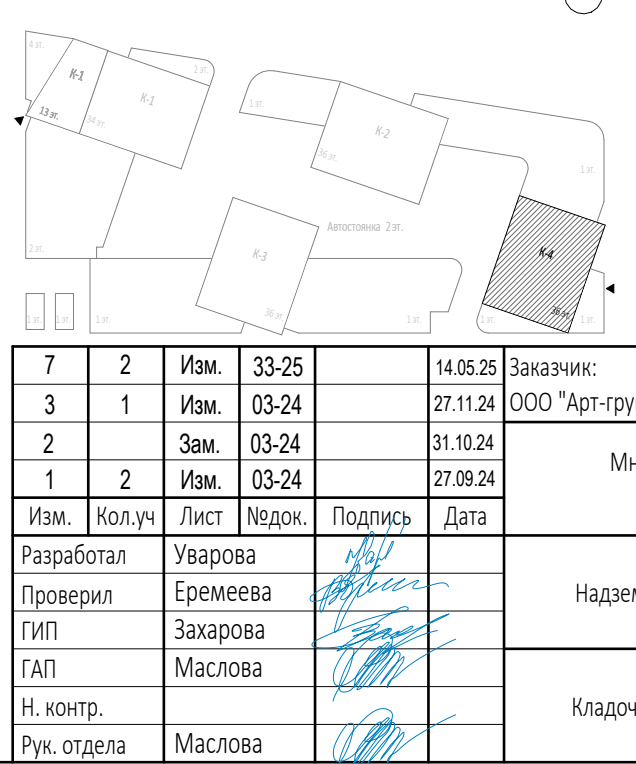 4 эт.
К-1
2 эт.
К-1
13 эт.
34 эт.
1 эт.
К-2
36 эт.
1 эт.
Автостоянка 2 эт.
2 эт.
К-3
К-4
36 эт.
36 эт.
1 эт.
1 эт.
1 эт.
1 эт.
1 эт.
1 эт.
7 2 Изм. 33-25 14.05.25 Заказчик:
3 1 Изм. 03-24 27.11.24 ООО "Арт-гру
2 Зам. 03-24 31.10.24
Мн
1 2 Изм. 03-24 27.09.24
Изм. Кол.уч Лист №док. Подпись Дата
Разработал Уварова
Проверил Еремеева Надзем
ГИП Захарова
ГАП Маслова
Н. контр. Кладоч
Рук. отдела Маслова